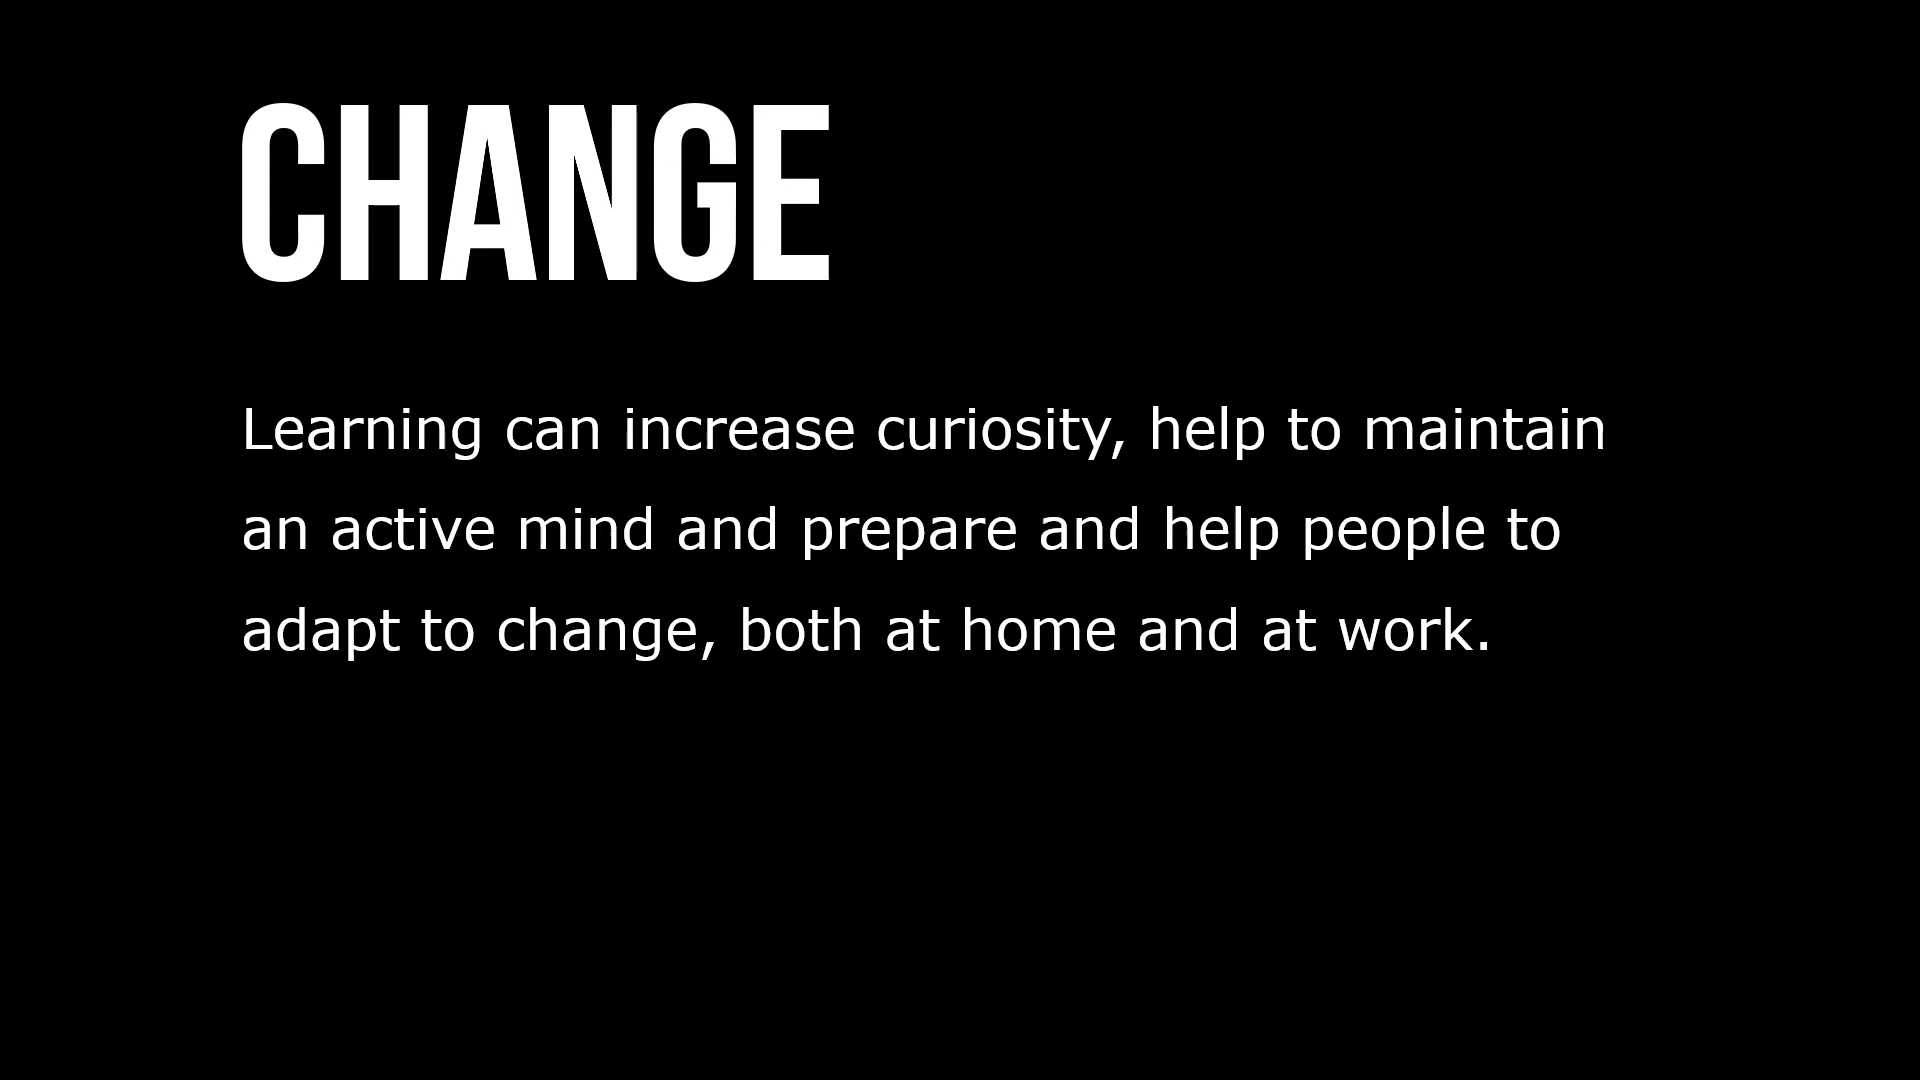 CHANGE
Learning can increase curiosity, help to maintain
an active mind and prepare and help people to
adapt to change, both at home and at work.